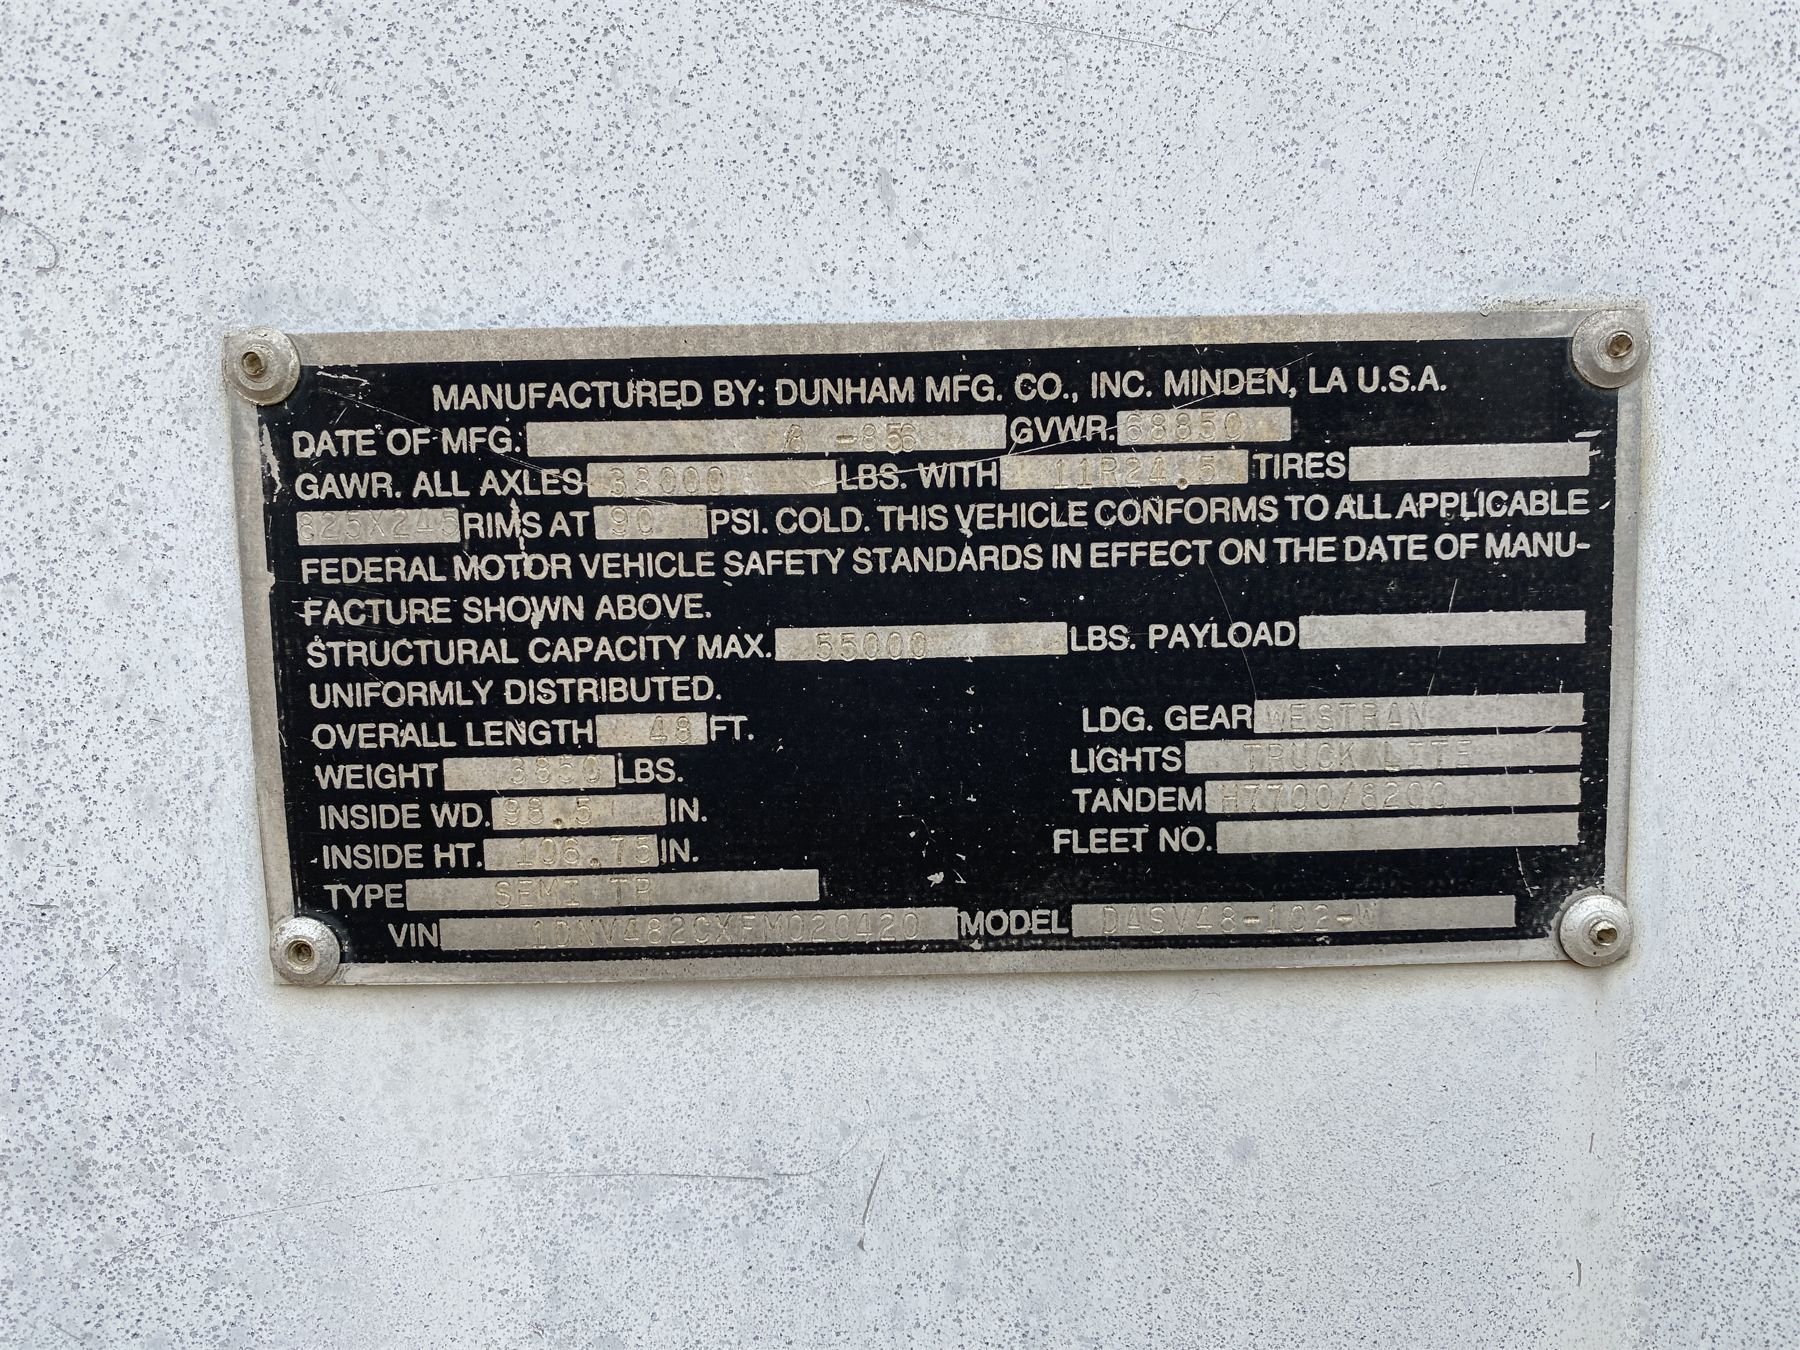 MANUFACTURED BY: DUNHAM MFG. CO., INC. MINDEN, LA U.S.A.
DATE OF MFG. GVWR. 68850
GAWR. ALL AXLES 38000 LBS. WITH 11R24.5 TIRES
825X245 RIMS AT 90 PSI. COLD. THIS VEHICLE CONFORMS TO ALL APPLICABLE
FEDERAL MOTOR VEHICLE SAFETY STANDARDS IN EFFECT ON THE DATE OF MANU-
FACTURE SHOWN ABOVE.
STRUCTURAL CAPACITY MAX. 55000 LBS. PAYLOAD
UNIFORMLY DISTRIBUTED.
OVERALL LENGTH 48 FT.
WEIGHT LBS.
INSIDE WD. 98.5 IN.
INSIDE HT. 106.75 IN.
TYPE SEMI TR
LDG. GEAR WESTRAN
LIGHTS TRUCK LITE
TANDEM H7700/8200
FLEET NO.
VIN MODEL DASV48-102-W